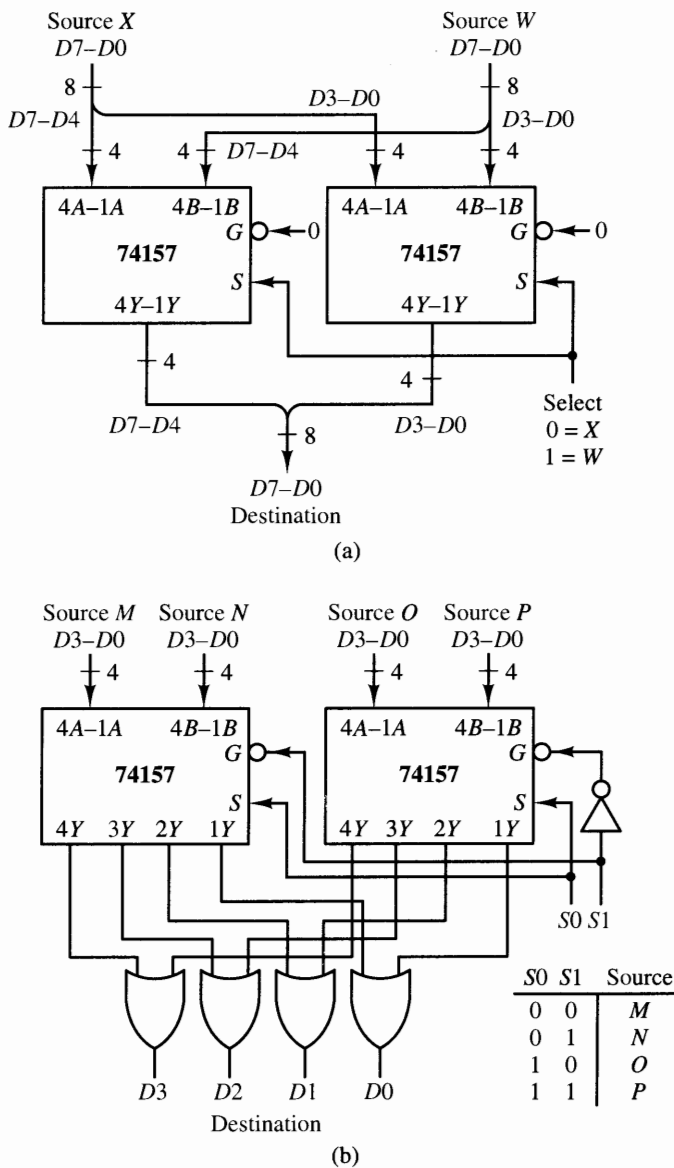 Source X Source W
D7–D0 D7–D0
8 8
D3–D0
D7–D4 D3–D0
4 4 D7–D4 4 4
4A–1A 4B–1B 4A–1A 4B–1B
G 0 G 0
74157 74157
S S
4Y–1Y 4Y–1Y
4
4
Select
D7–D4 D3–D0 0 = X
8 1 = W
D7–D0
Destination
(a)
Source M Source N Source O Source P
D3–D0 D3–D0 D3–D0 D3–D0
4 4 4 4
4A–1A 4B–1B 4A–1A 4B–1B
G G
74157 74157
S S
4Y 3Y 2Y 1Y 4Y 3Y 2Y 1Y
S0 S1
S0 S1 Source
0 0 M
0 1 N
1 0 O
1 1 P
D3 D2 D1 D0
Destination
(b)